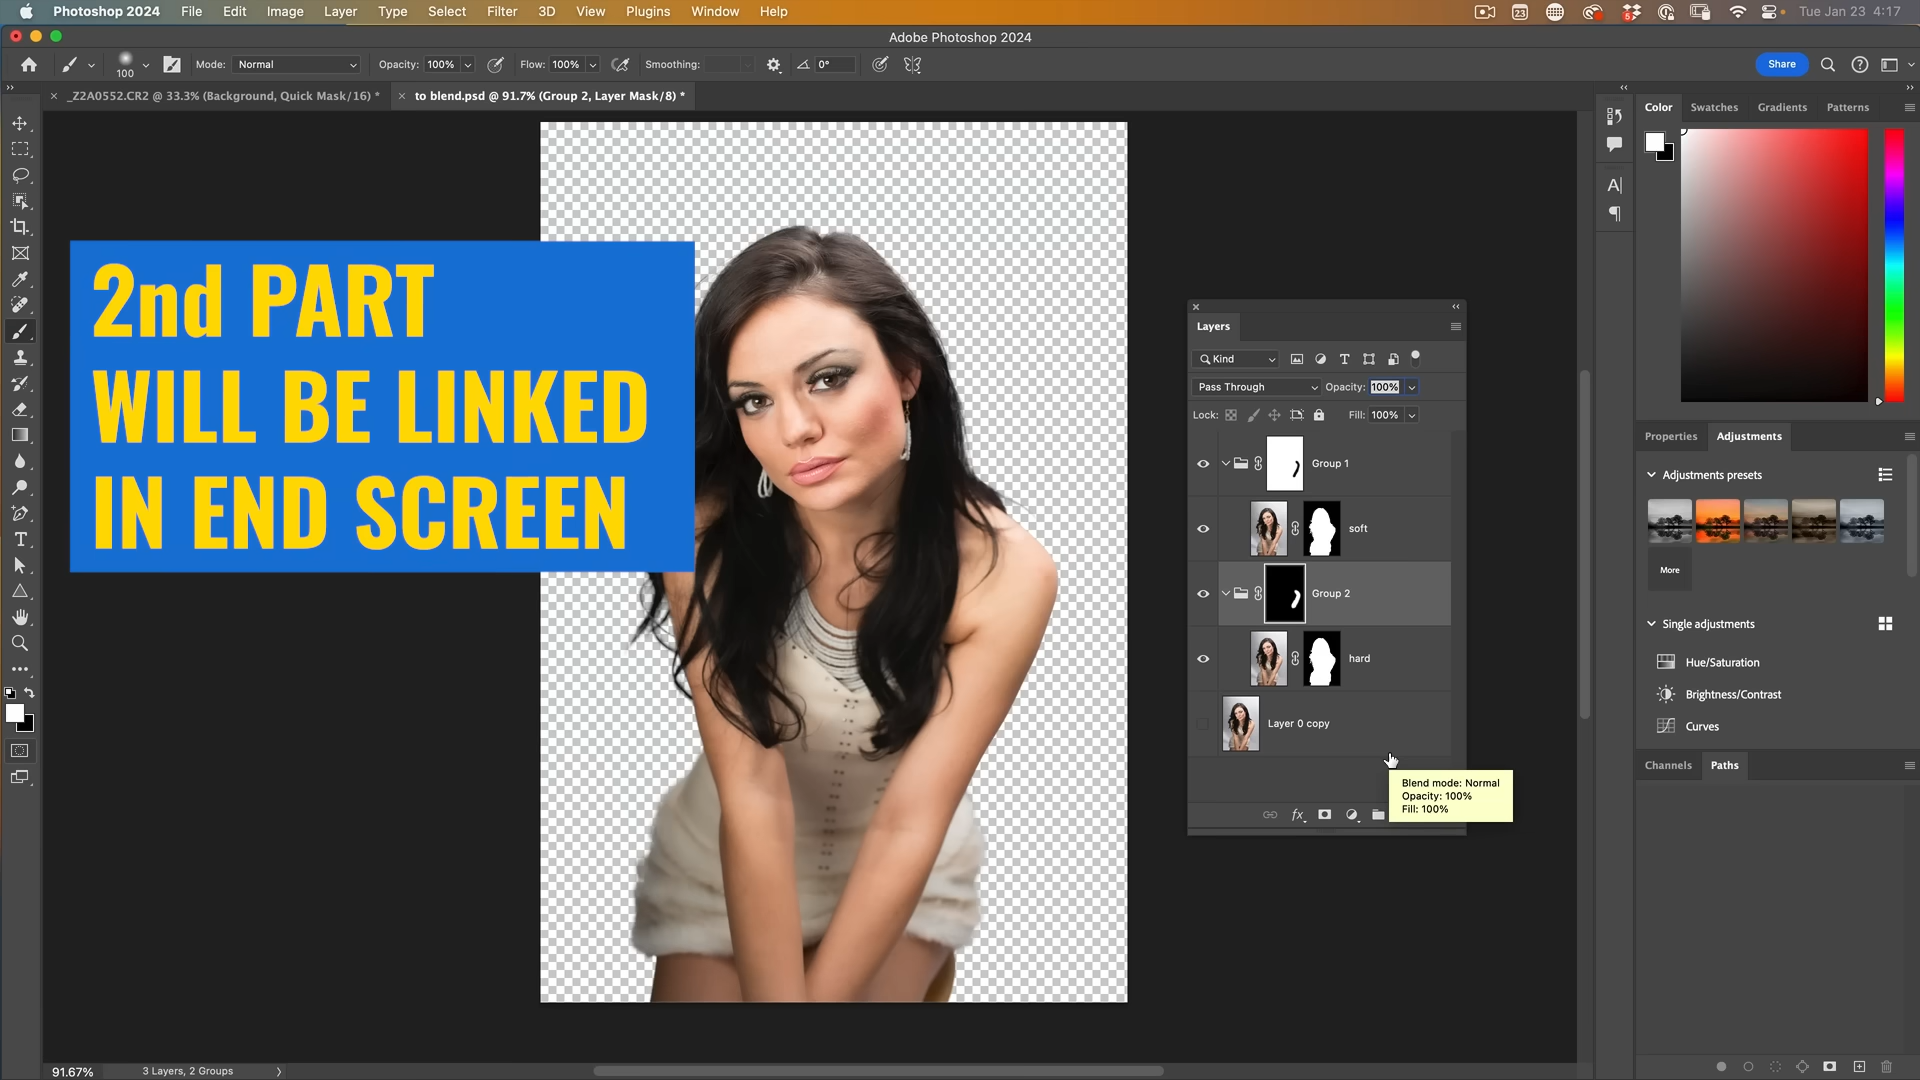 Photoshop 2024 File Edit Image Layer Type Select Filter 3D View Plugins Window Help
23 5 Tue Jan 23 4:17
Adobe Photoshop 2024
100 Mode: Normal Opacity: 100% Flow: 100% Smoothing: 0° Share
_Z2A0552.CR2 @ 33.3% (Background, Quick Mask/16) * to blend.psd @ 91.7% (Group 2, Layer Mask/8) *
Color Swatches Gradients Patterns
2nd PART
WILL BE LINKED
IN END SCREEN
Layers
Kind
Pass Through Opacity: 100%
Lock: Fill: 100%
Group 1
soft
Group 2
hard
Layer 0 copy
Blend mode: Normal
Opacity: 100%
Fill: 100%
fx
Properties Adjustments
Adjustments presets
More
Single adjustments
Hue/Saturation
Brightness/Contrast
Curves
Channels Paths
91.67% 3 Layers, 2 Groups